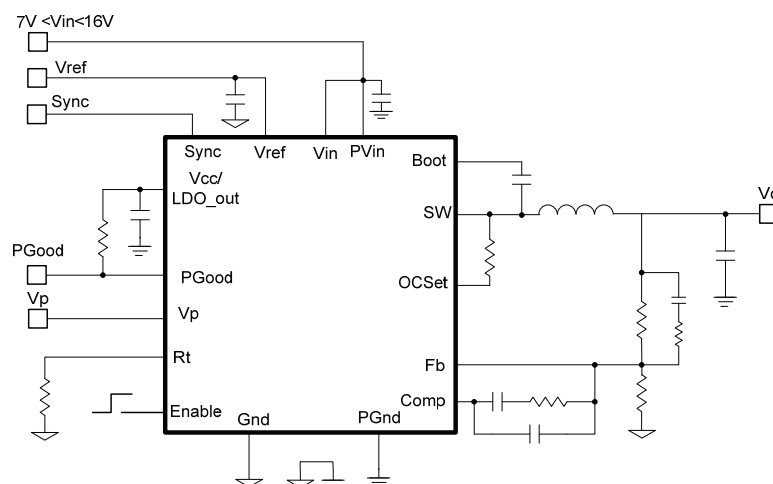 7V <Vin<16V
Vref
Sync
Sync
Vref
Vin
PVin
Boot
Vcc/
LDO_out
SW
PGood
PGood
OCSet
Vp
Vp
Rt
Fb
Comp
Enable
Gnd
PGnd